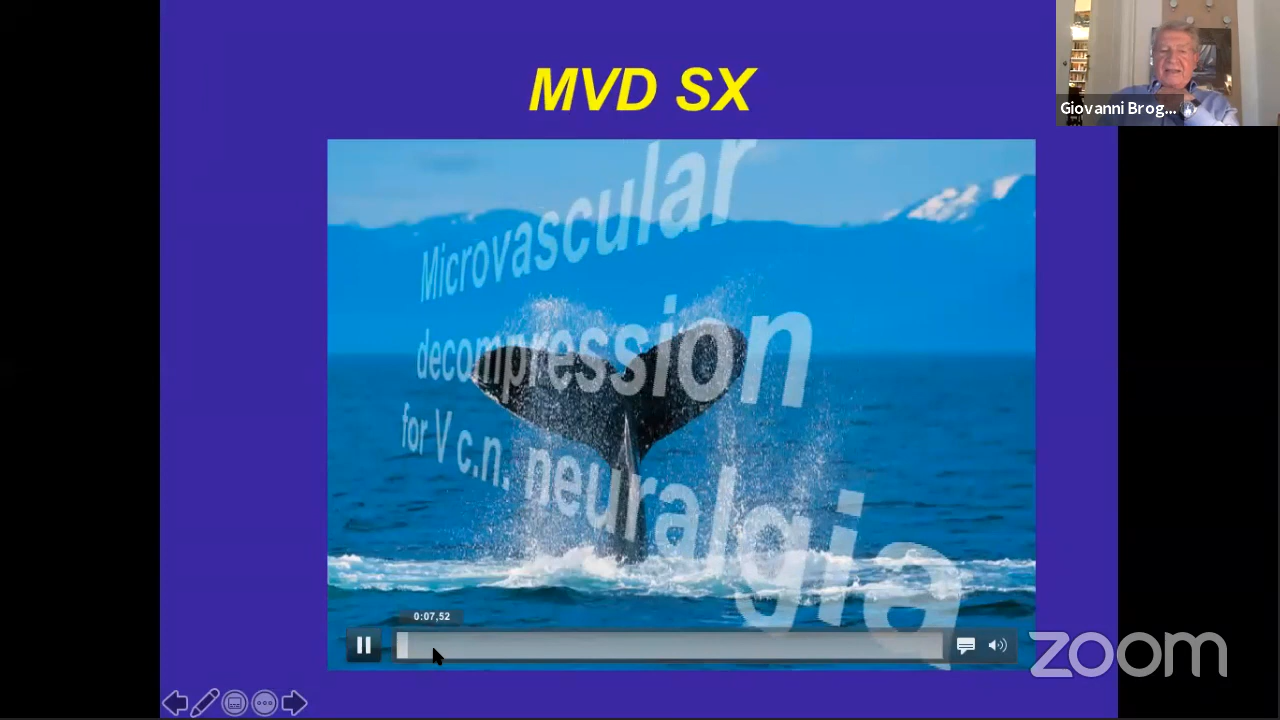 MVD SX
Giovanni Brog...
Microvascular
decompression
for V c.n. neuralgia
0:07,52
zoom